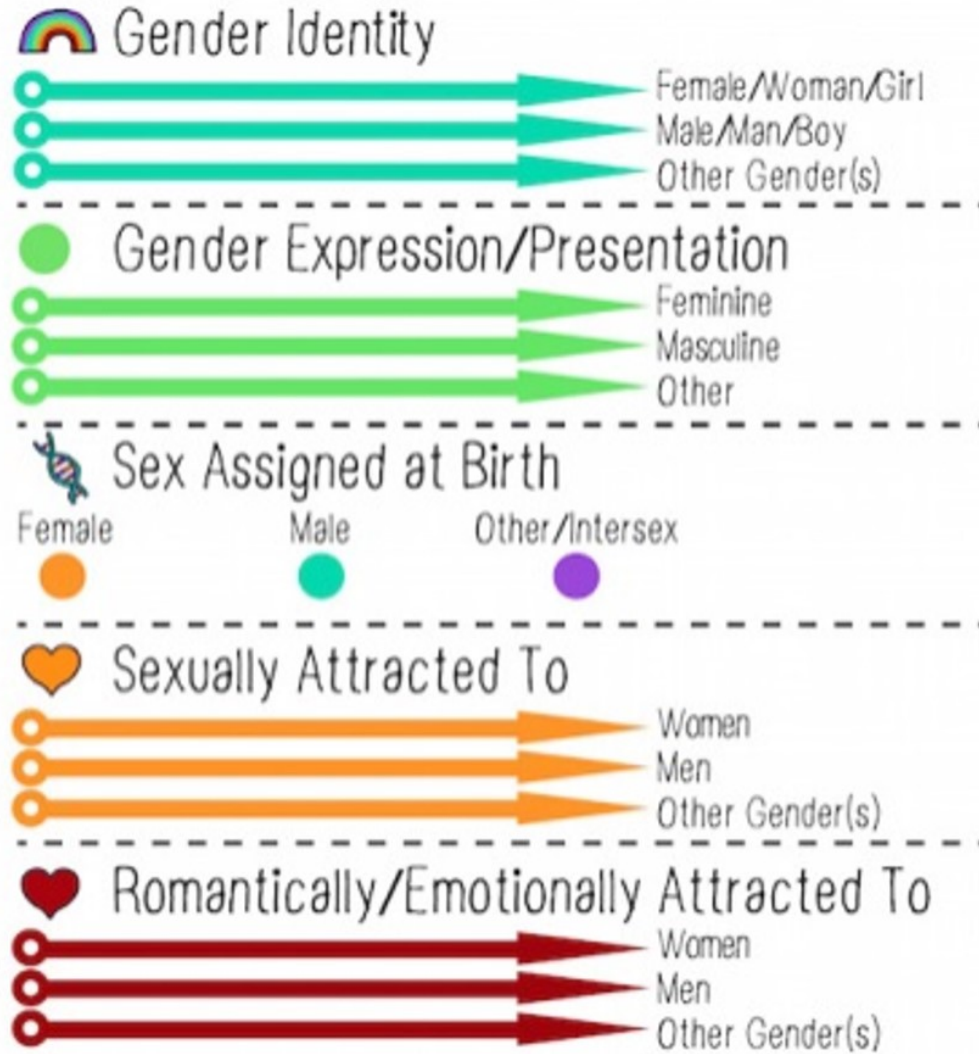 Gender Identity
Female/Woman/Girl
Male/Man/Boy
Other Gender(s)
Gender Expression/Presentation
Feminine
Masculine
Other
Sex Assigned at Birth
Female Male Other/Intersex
Sexually Attracted To
Women
Men
Other Gender(s)
Romantically/Emotionally Attracted To
Women
Men
Other Gender(s)